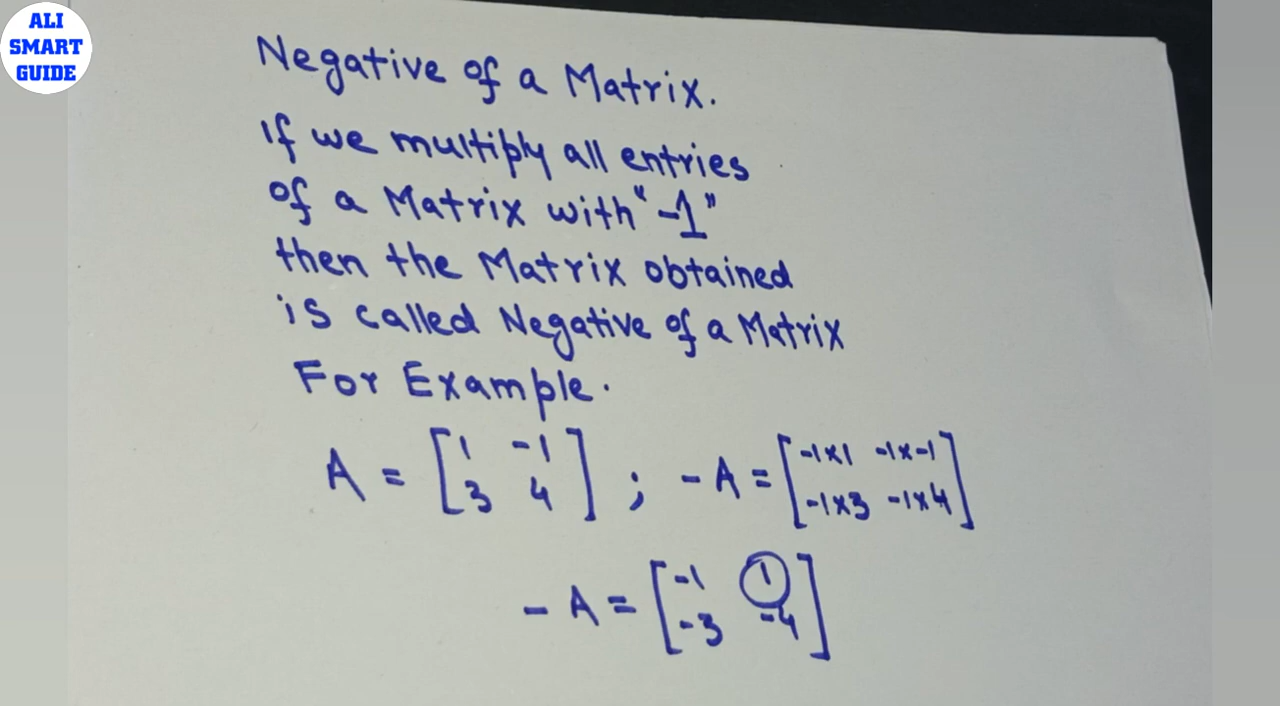 ALI
SMART
GUIDE
Negative of a Matrix.
If we multiply all entries
of a Matrix with "-1"
then the Matrix obtained
is called Negative of a Matrix
For Example.
A = [1 -1; -A = [-1x1 -1x-1]
3 4] -1x3 -1x4]
-A = [-1 1
-3 -4]